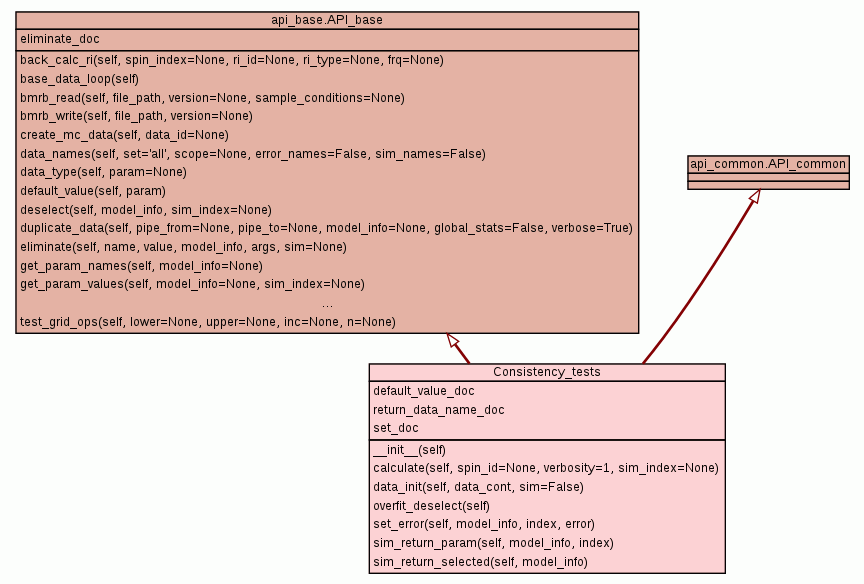 api_base.API_base
eliminate_doc
back_calc_ri(self, spin_index=None, ri_id=None, ri_type=None, frq=None)
base_data_loop(self)
bmrb_read(self, file_path, version=None, sample_conditions=None)
bmrb_write(self, file_path, version=None)
create_mc_data(self, data_id=None)
data_names(self, set='all', scope=None, error_names=False, sim_names=False)
data_type(self, param=None)
default_value(self, param)
deselect(self, model_info, sim_index=None)
duplicate_data(self, pipe_from=None, pipe_to=None, model_info=None, global_stats=False, verbose=True)
eliminate(self, name, value, model_info, args, sim=None)
get_param_names(self, model_info=None)
get_param_values(self, model_info=None, sim_index=None)
...
test_grid_ops(self, lower=None, upper=None, inc=None, n=None)
api_common.API_common
Consistency_tests
default_value_doc
return_data_name_doc
set_doc
__init__(self)
calculate(self, spin_id=None, verbosity=1, sim_index=None)
data_init(self, data_cont, sim=False)
overfit_deselect(self)
set_error(self, model_info, index, error)
sim_return_param(self, model_info, index)
sim_return_selected(self, model_info)